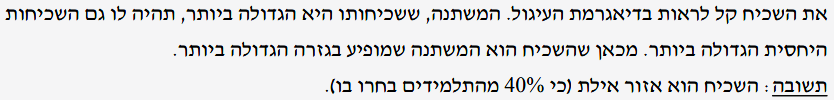 את השכיח קל לראות בדיאגרמת העיגול. המשתנה, ששכיחותו היא הגדולה ביותר, תהיה לו גם השכיחות
היחסית הגדולה ביותר. מכאן שהשכיח הוא המשתנה שמופיע בגזרה הגדולה ביותר.
תשובה: השכיח הוא אזור אילת (כי 40% מהתלמידים בחרו בו).